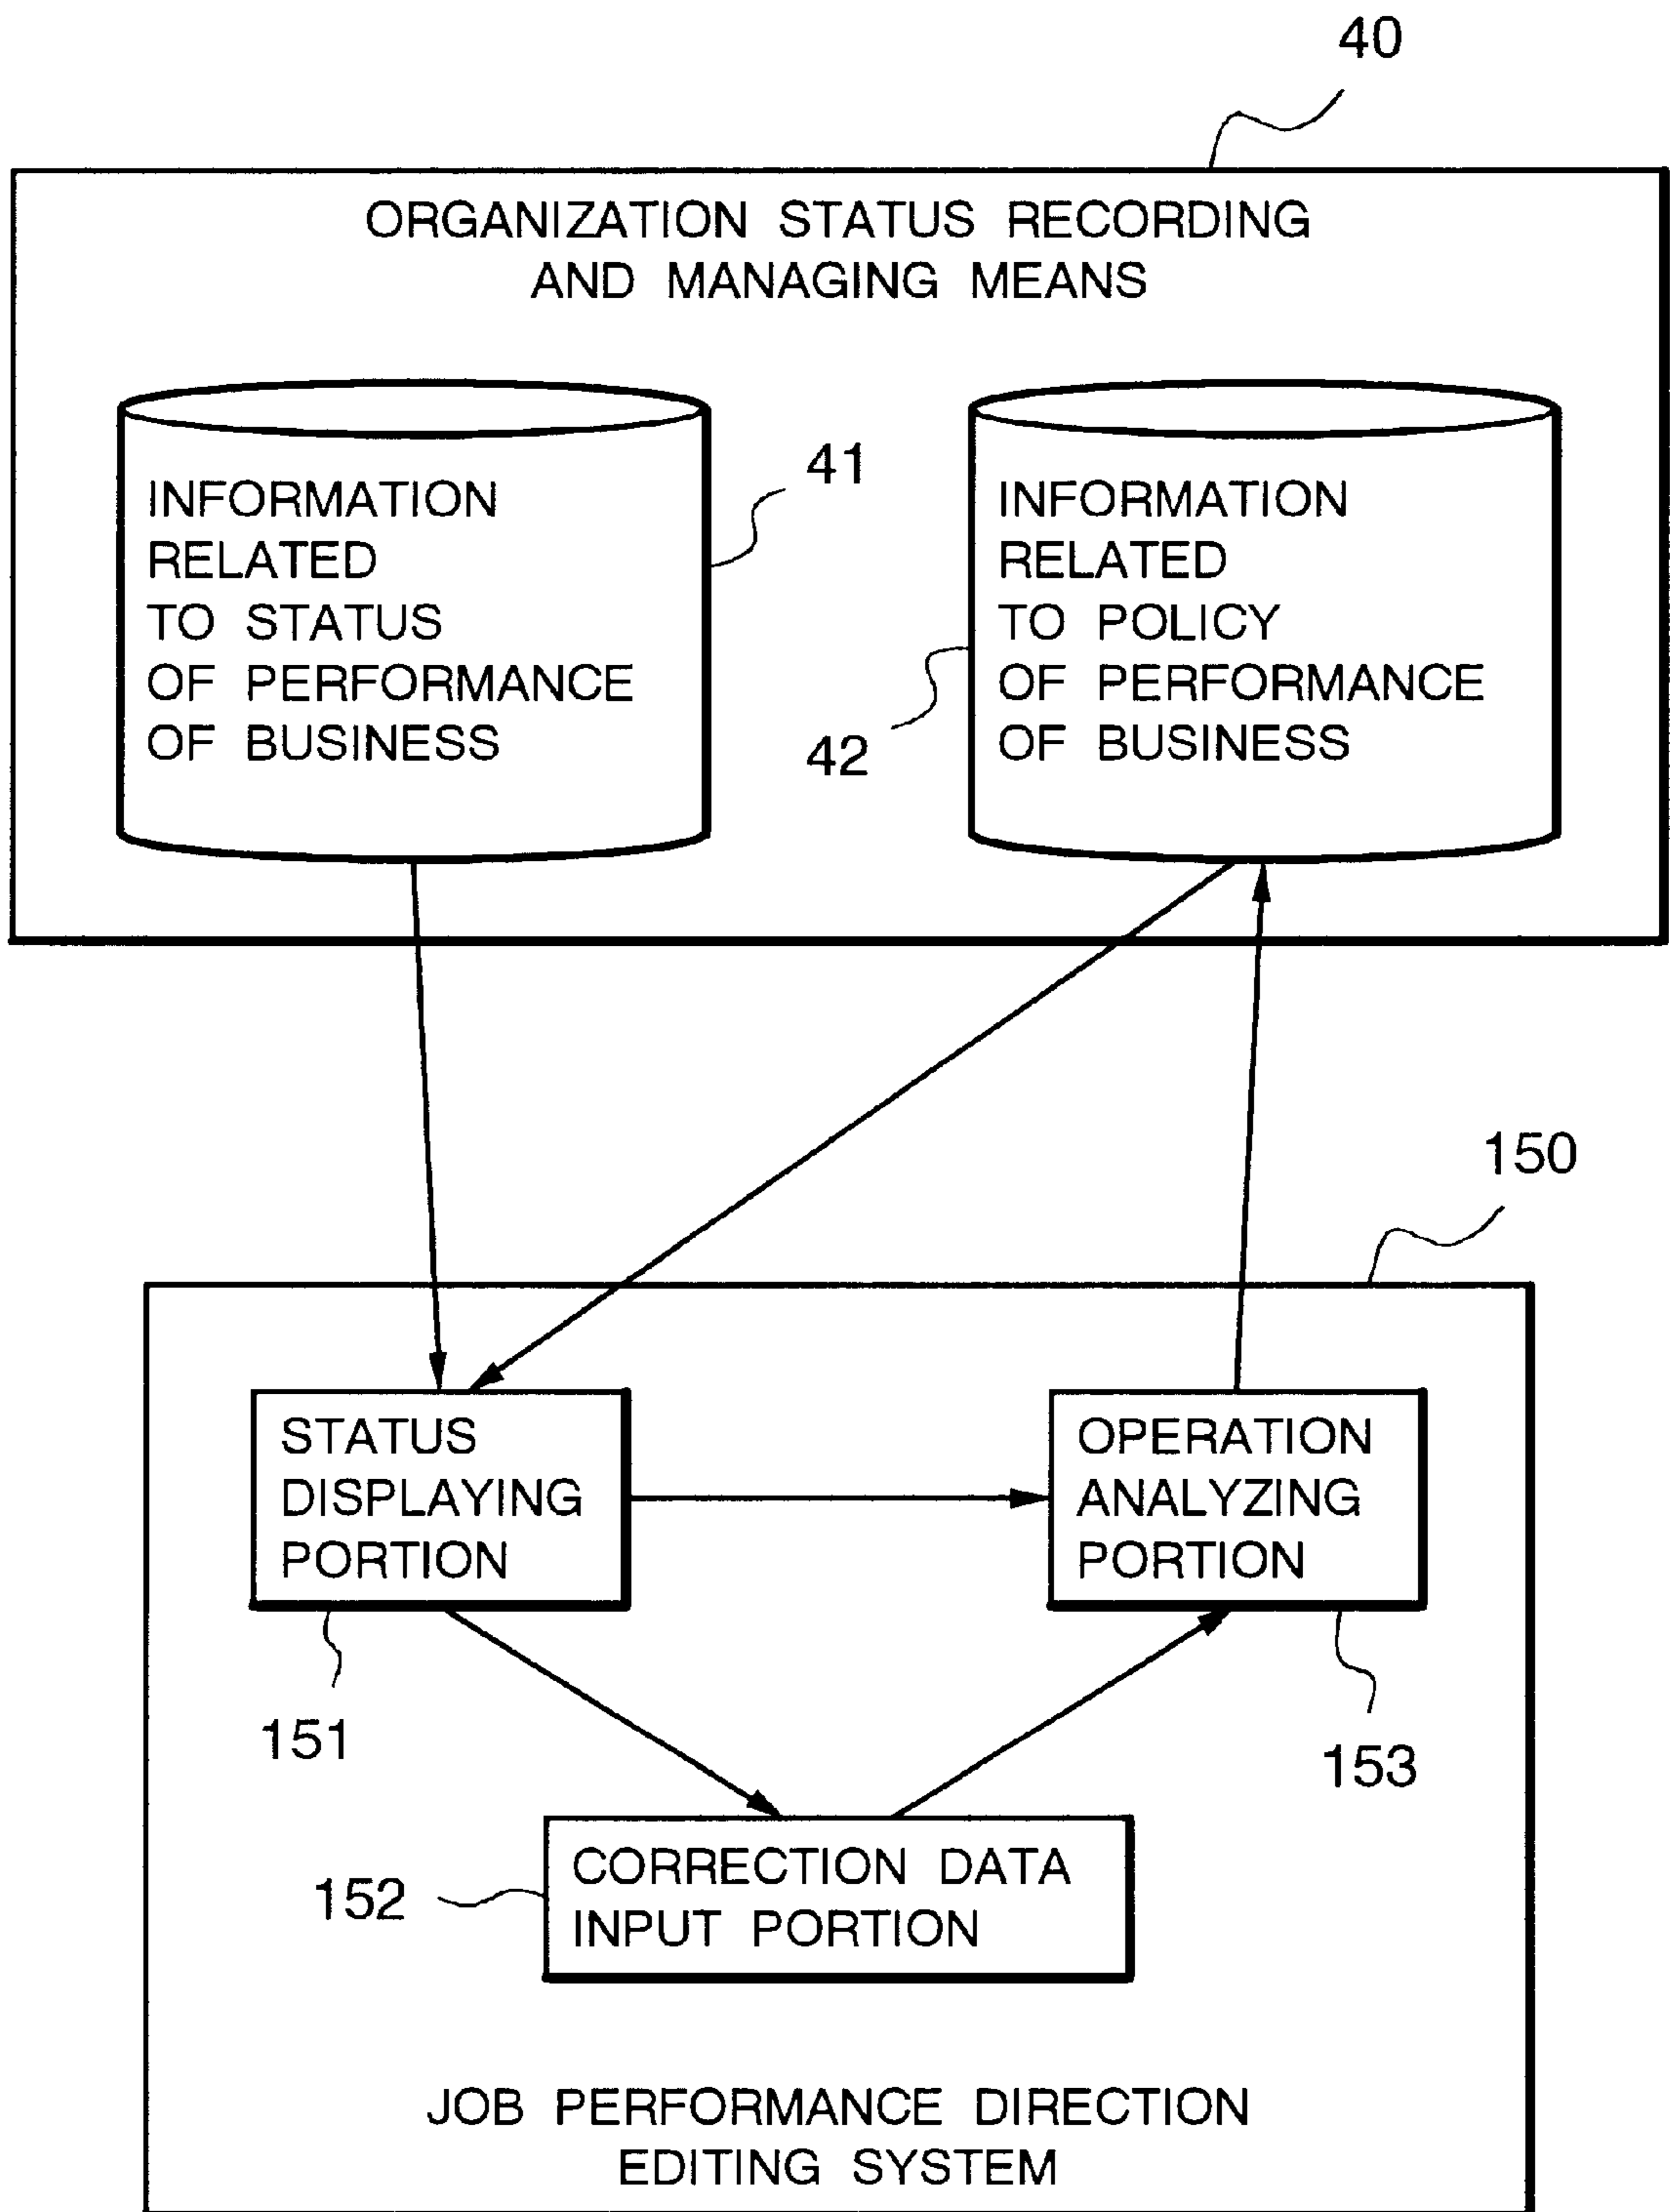 40
ORGANIZATION STATUS RECORDING
AND MANAGING MEANS
INFORMATION
RELATED
TO STATUS
OF PERFORMANCE
OF BUSINESS
41
INFORMATION
RELATED
TO POLICY
OF PERFORMANCE
OF BUSINESS
42
150
STATUS
DISPLAYING
PORTION
151
OPERATION
ANALYZING
PORTION
153
152
CORRECTION DATA
INPUT PORTION
JOB PERFORMANCE DIRECTION
EDITING SYSTEM